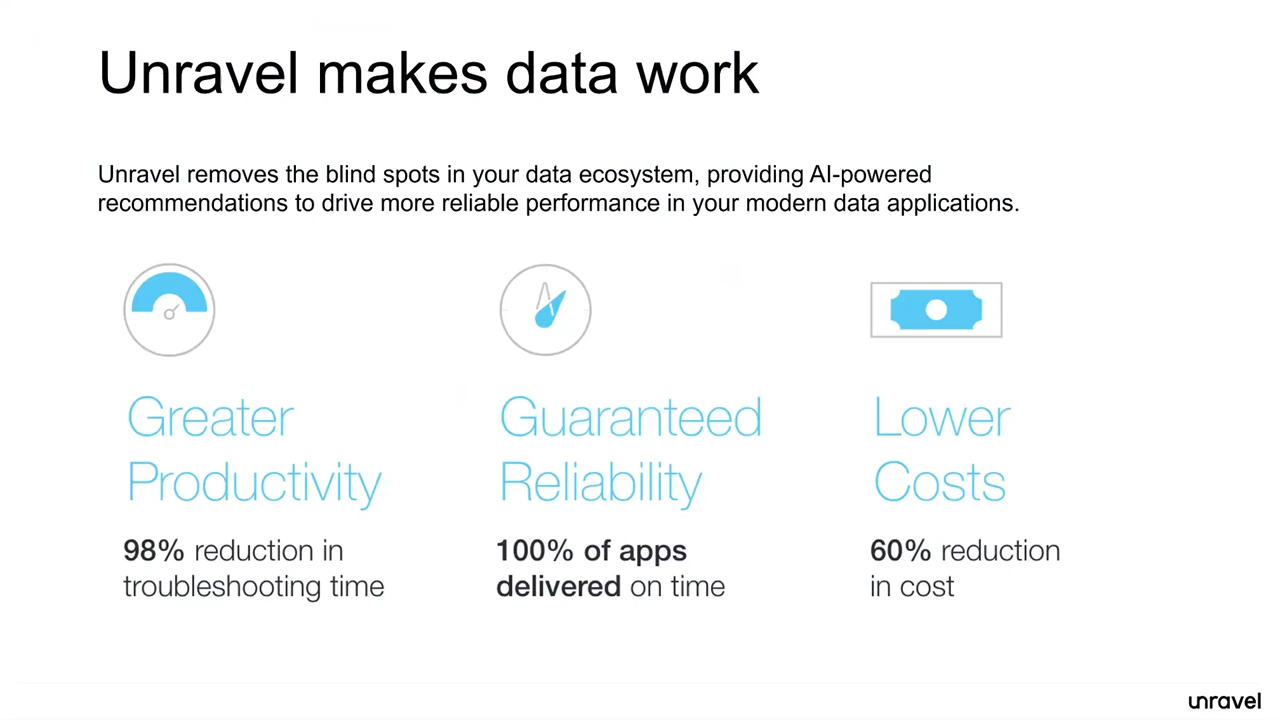 Unravel makes data work
Unravel removes the blind spots in your data ecosystem, providing AI-powered
recommendations to drive more reliable performance in your modern data applications.
Greater
Productivity
98% reduction in
troubleshooting time
Guaranteed
Reliability
100% of apps
delivered on time
Lower
Costs
60% reduction
in cost
unravel